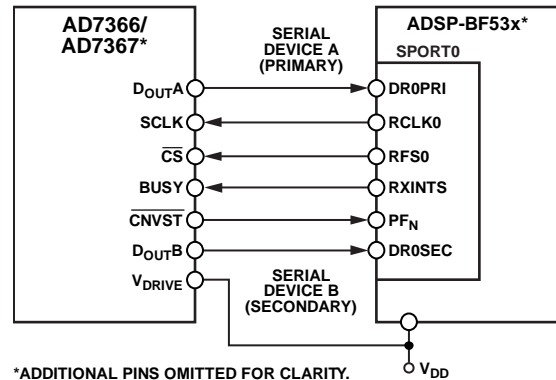 AD7366/
AD7367*
ADSP-BF53x*
SERIAL
DEVICE A
(PRIMARY)
SPORT0
DOUTA
DR0PRI
SCLK
RCLK0
CS
RFS0
BUSY
RXINTS
CNVST
PFN
DOUTB
DR0SEC
VDRIVE
SERIAL
DEVICE B
(SECONDARY)
VDD
*ADDITIONAL PINS OMITTED FOR CLARITY.